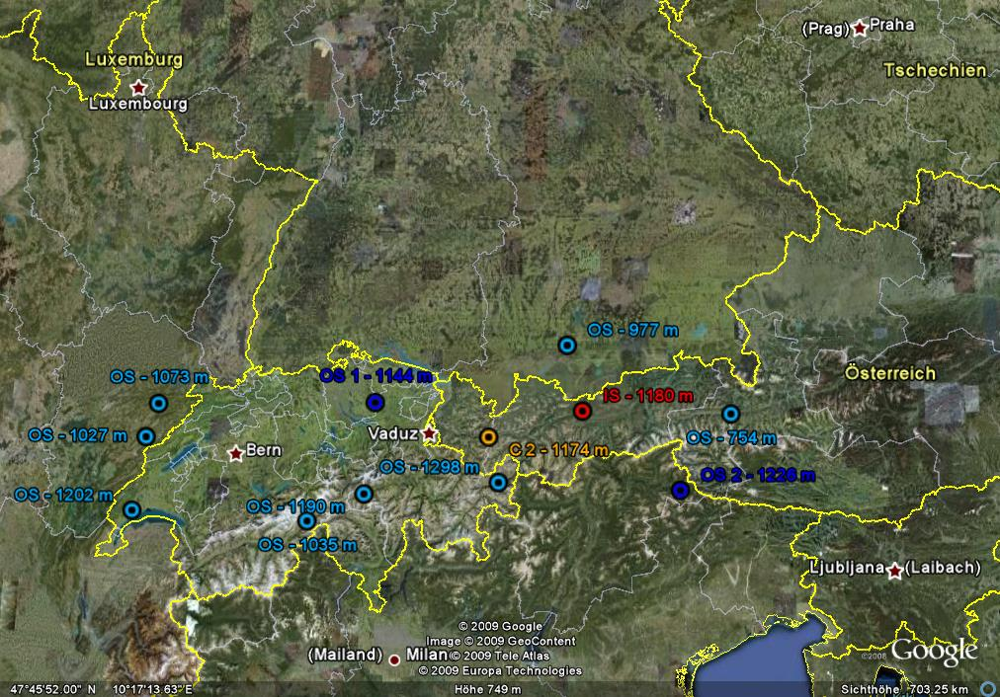 (Prag) Praha
Luxemburg
Tschechien
Luxembourg
OS - 977 m
OS - 1073 m
OS 1 - 1144 m
Österreich
IS - 1180 m
OS - 1027 m
Vaduz
OS - 754 m
Bern
C 2 - 1174 m
OS - 1298 m
OS 2 - 1226 m
OS - 1202 m
OS - 1190 m
OS - 1035 m
Ljubljana (Laibach)
© 2009 Google
Image © 2009 GeoContent
(Mailand) Milan © 2009 Tele Atlas
© 2009 Europa Technologies
©2008 Google
47°45'52.00" N 10°17'13.63" E Höhe 749 m Sichthöhe 703.25 km